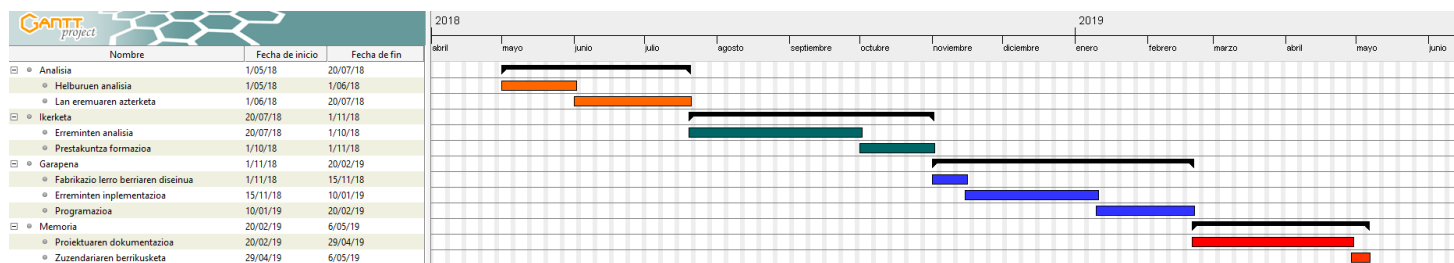 GANTT project
2018 2019
abril mayo junio julio agosto septiembre octubre noviembre diciembre enero febrero marzo abril mayo junio
Nombre Fecha de inicio Fecha de fin
Analisia 1/05/18 20/07/18
Helburuen analisia 1/05/18 1/06/18
Lan eremuaren azterketa 1/06/18 20/07/18
Ikerketa 20/07/18 1/11/18
Erreminten analisia 20/07/18 1/10/18
Prestakuntza formazioa 1/10/18 1/11/18
Garapena 1/11/18 20/02/19
Fabrikazio lerro berriaren diseinua 1/11/18 15/11/18
Erreminten inplementazioa 15/11/18 10/01/19
Programazioa 10/01/19 20/02/19
Memoria 20/02/19 6/05/19
Proiektuaren dokumentazioa 20/02/19 29/04/19
Zuzendariaren berrikusketa 29/04/19 6/05/19